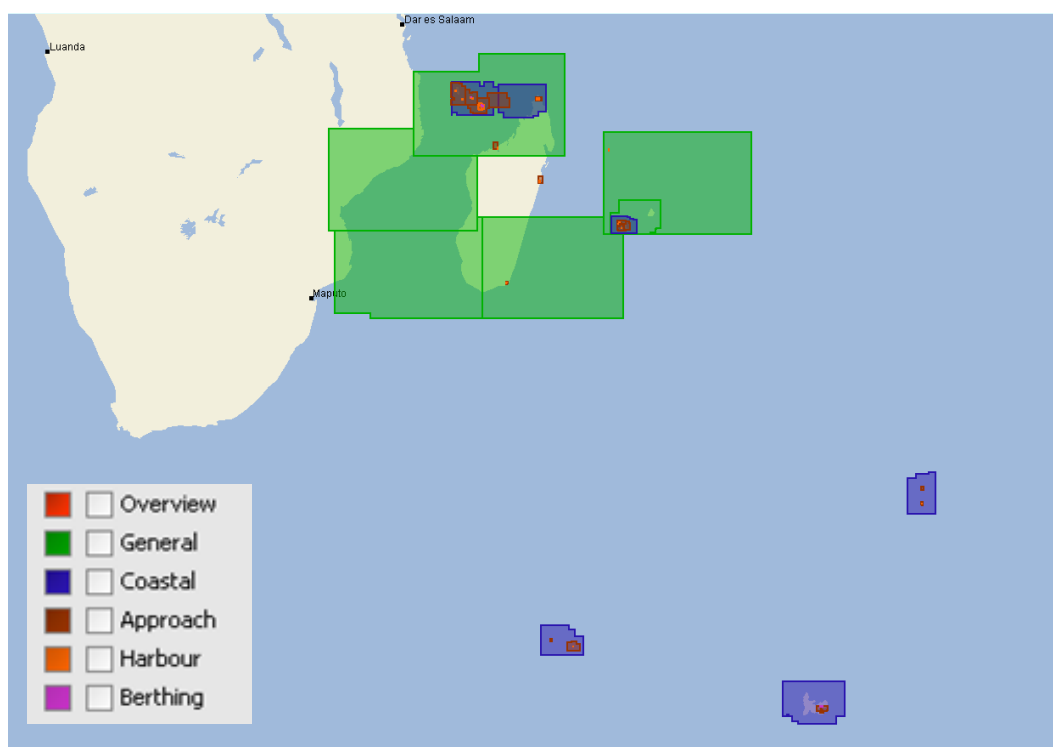 Dar es Salaam
Luanda
Maputo
Overview
General
Coastal
Approach
Harbour
Berthing